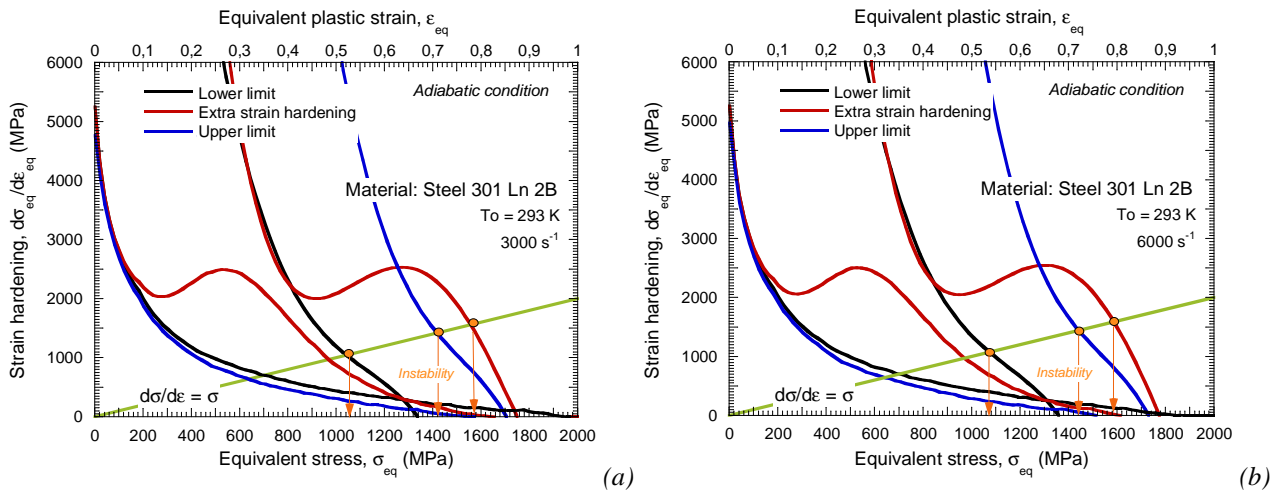 Equivalent plastic strain, εeq
0 0,1 0,2 0,3 0,4 0,5 0,6 0,7 0,8 0,9 1
6000
5000
4000
3000
2000
1000
0
Strain hardening, dσeq/dεeq (MPa)
Lower limit
Extra strain hardening
Upper limit
Adiabatic condition
Material: Steel 301 Ln 2B
To = 293 K
3000 s-1
Instability
dσ/dε = σ
0 200 400 600 800 1000 1200 1400 1600 1800 2000
Equivalent stress, σeq (MPa)
(a)
Equivalent plastic strain, εeq
0 0,1 0,2 0,3 0,4 0,5 0,6 0,7 0,8 0,9 1
6000
5000
4000
3000
2000
1000
0
Strain hardening, dσeq/dεeq (MPa)
Lower limit
Extra strain hardening
Upper limit
Adiabatic condition
Material: Steel 301 Ln 2B
To = 293 K
6000 s-1
Instability
dσ/dε = σ
0 200 400 600 800 1000 1200 1400 1600 1800 2000
Equivalent stress, σeq (MPa)
(b)